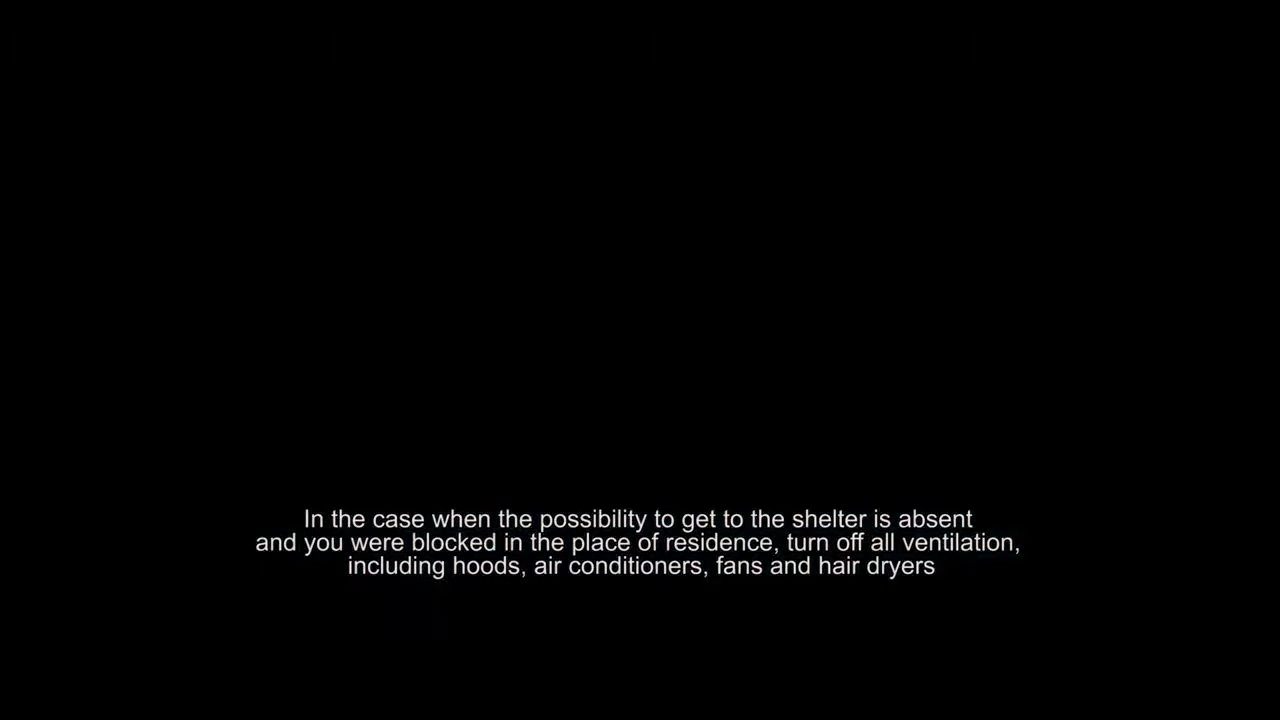 In the case when the possibility to get to the shelter is absent
and you were blocked in the place of residence, turn off all ventilation,
including hoods, air conditioners, fans and hair dryers